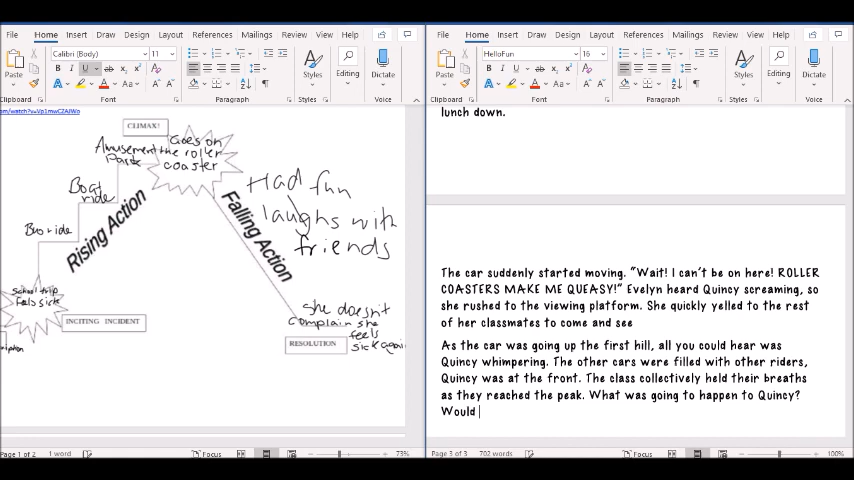 File Home Insert Draw Design Layout References Mailings Review View Help
Calibri (Body) 11
Paste
Styles
Editing
Dictate
Clipboard Font Paragraph Styles Voice
om/watch?v=Vp1mwCZAJWo
CLIMAX!
Goes on
the roller
coaster
Amusement
Park
Boat
ride
Bus ride
Rising Action
School trip
feels sick
INCITING INCIDENT
Falling Action
Had fun
laughs with
friends
she doesn't
complain she
feels
sick again
RESOLUTION
Page 1 of 2 1 word Focus 73%
File Home Insert Draw Design Layout References Mailings Review View Help
HelloFun 16
Paste
Styles
Editing
Dictate
Clipboard Font Paragraph Styles Voice
lunch down.
The car suddenly started moving. "Wait! I can't be on here! ROLLER
COASTERS MAKE ME QUEASY!" Evelyn heard Quincy screaming, so
she rushed to the viewing platform. She quickly yelled to the rest
of her classmates to come and see
As the car was going up the first hill, all you could hear was
Quincy whimpering. The other cars were filled with other riders,
Quincy was at the front. The class collectively held their breaths
as they reached the peak. What was going to happen to Quincy?
Would
Page 3 of 3 702 words Focus 100%